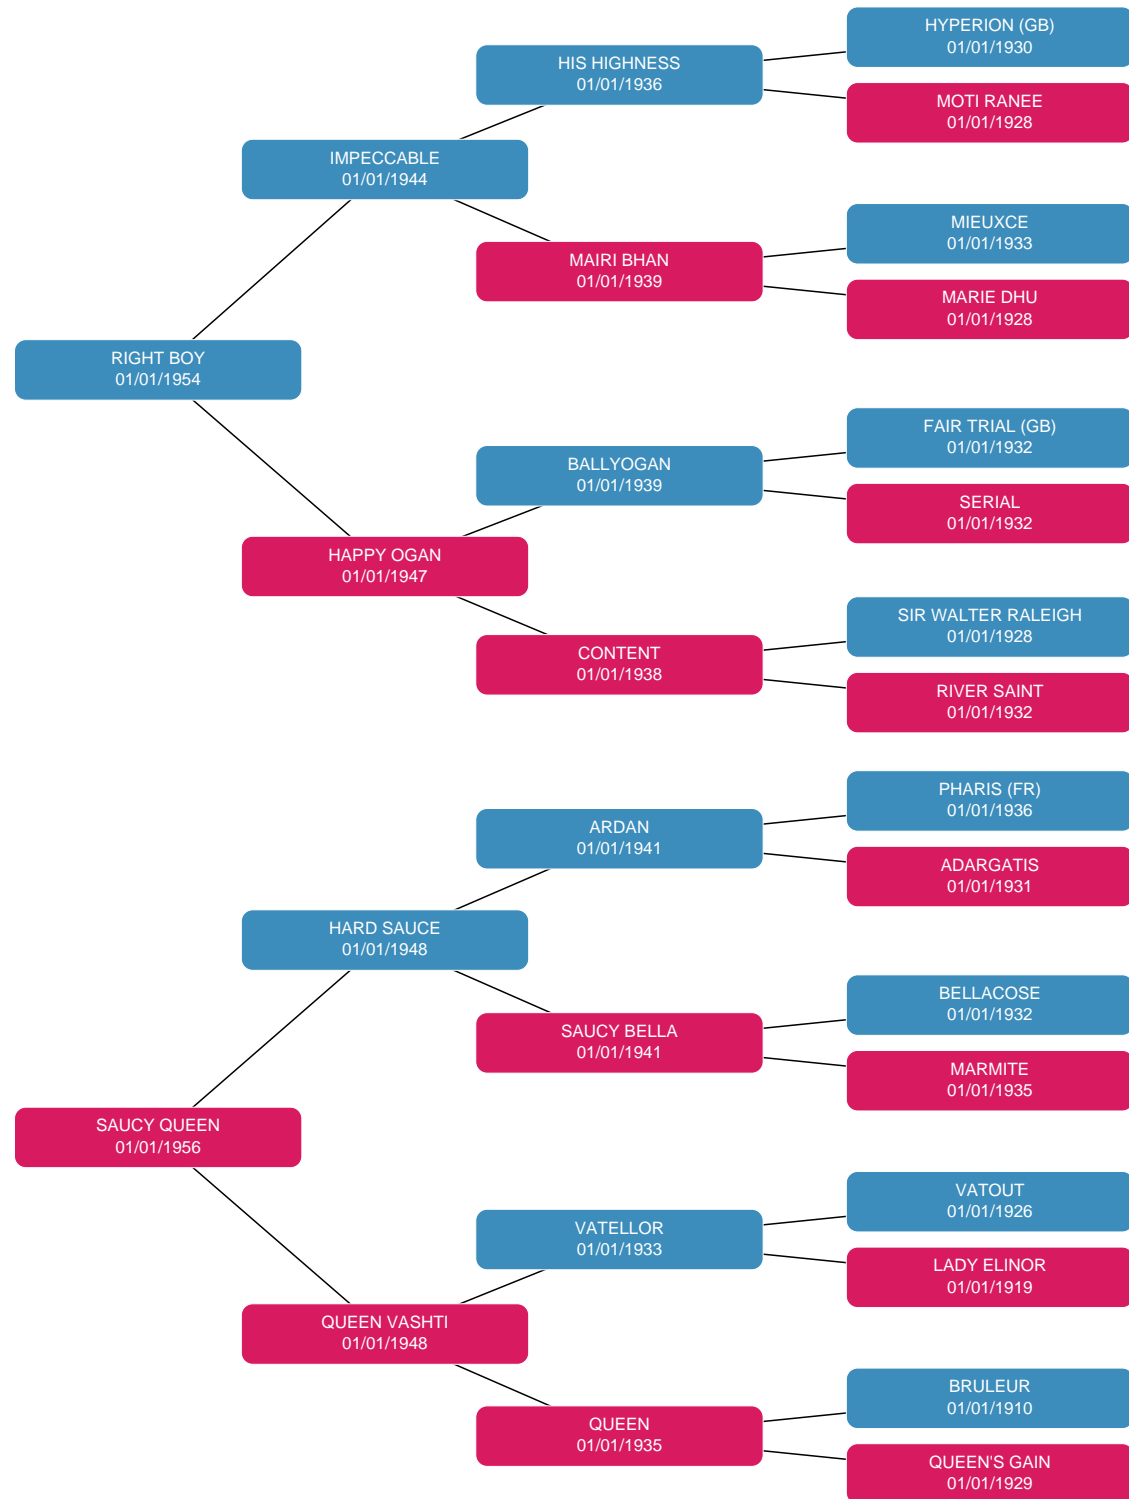 HYPERION (GB)
01/01/1930
HIS HIGHNESS
01/01/1936
MOTI RANEE
01/01/1928
IMPECCABLE
01/01/1944
MIEUXCE
01/01/1933
MAIRI BHAN
01/01/1939
MARIE DHU
01/01/1928
RIGHT BOY
01/01/1954
FAIR TRIAL (GB)
01/01/1932
BALLYOGAN
01/01/1939
SERIAL
01/01/1932
HAPPY OGAN
01/01/1947
SIR WALTER RALEIGH
01/01/1928
CONTENT
01/01/1938
RIVER SAINT
01/01/1932
PHARIS (FR)
01/01/1936
ARDAN
01/01/1941
ADARGATIS
01/01/1931
HARD SAUCE
01/01/1948
BELLACOSE
01/01/1932
SAUCY BELLA
01/01/1941
MARMITE
01/01/1935
SAUCY QUEEN
01/01/1956
VATOUT
01/01/1926
VATELLOR
01/01/1933
LADY ELINOR
01/01/1919
QUEEN VASHTI
01/01/1948
BRULEUR
01/01/1910
QUEEN
01/01/1935
QUEEN'S GAIN
01/01/1929